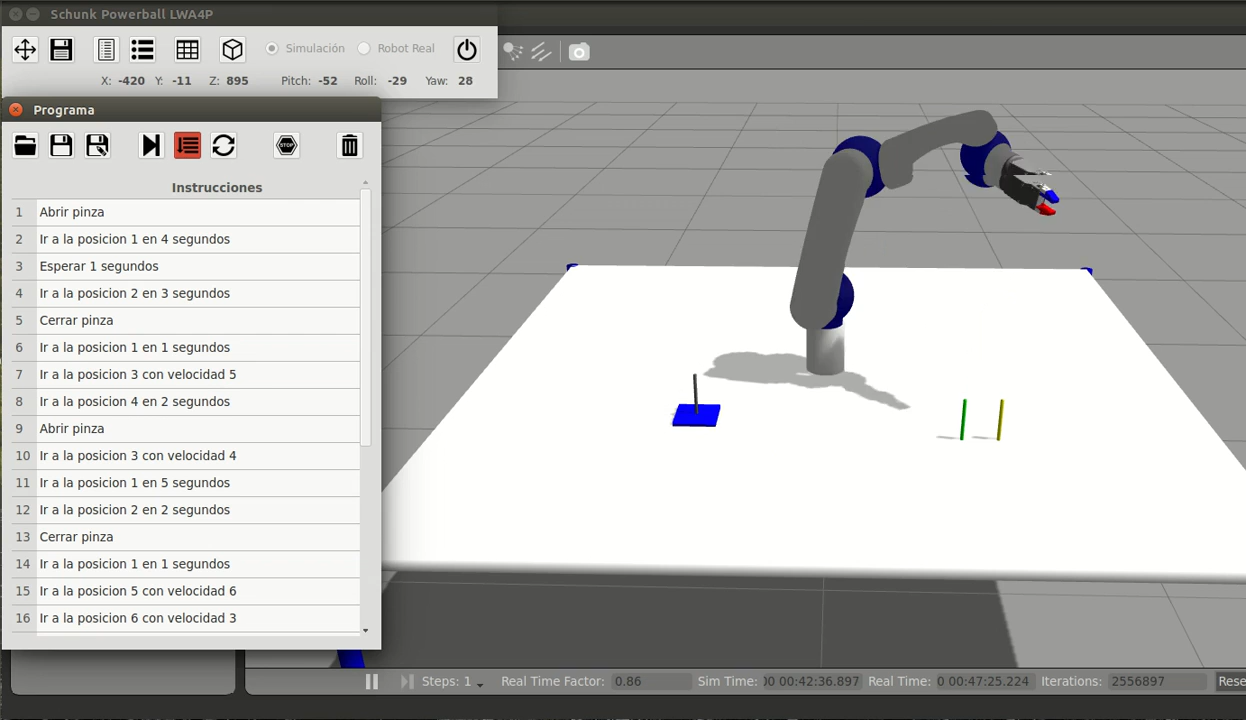 Schunk Powerball LWA4P
Simulación Robot Real
X: -420 Y: -11 Z: 895 Pitch: -52 Roll: -29 Yaw: 28
Programa
STOP
Instrucciones
1 Abrir pinza
2 Ir a la posicion 1 en 4 segundos
3 Esperar 1 segundos
4 Ir a la posicion 2 en 3 segundos
5 Cerrar pinza
6 Ir a la posicion 1 en 1 segundos
7 Ir a la posicion 3 con velocidad 5
8 Ir a la posicion 4 en 2 segundos
9 Abrir pinza
10 Ir a la posicion 3 con velocidad 4
11 Ir a la posicion 1 en 5 segundos
12 Ir a la posicion 2 en 2 segundos
13 Cerrar pinza
14 Ir a la posicion 1 en 1 segundos
15 Ir a la posicion 5 con velocidad 6
16 Ir a la posicion 6 con velocidad 3
Steps: 1 Real Time Factor: 0.86 Sim Time: 00 00:42:36.897 Real Time: 0 00:47:25.224 Iterations: 2556897 Rese